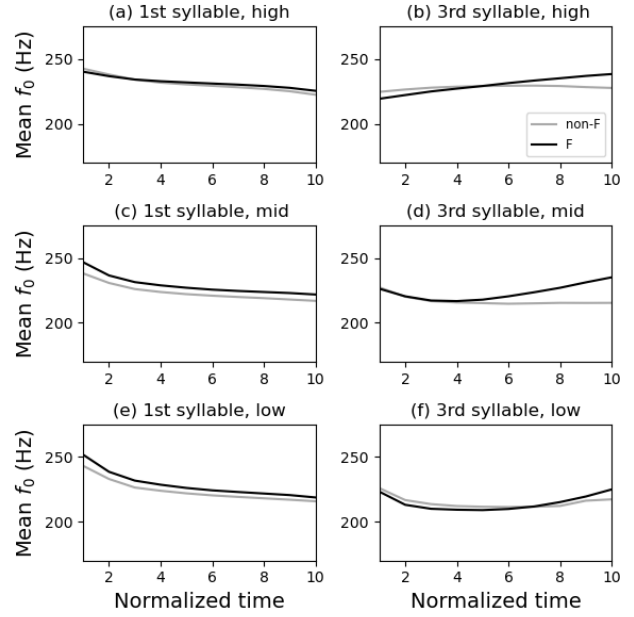 (a) 1st syllable, high
(b) 3rd syllable, high
Mean f0 (Hz)
250
200
2 4 6 8 10
250
200
2 4 6 8 10
non-F
F
(c) 1st syllable, mid
(d) 3rd syllable, mid
Mean f0 (Hz)
250
200
2 4 6 8 10
250
200
2 4 6 8 10
(e) 1st syllable, low
(f) 3rd syllable, low
Mean f0 (Hz)
250
200
2 4 6 8 10
250
200
2 4 6 8 10
Normalized time
Normalized time